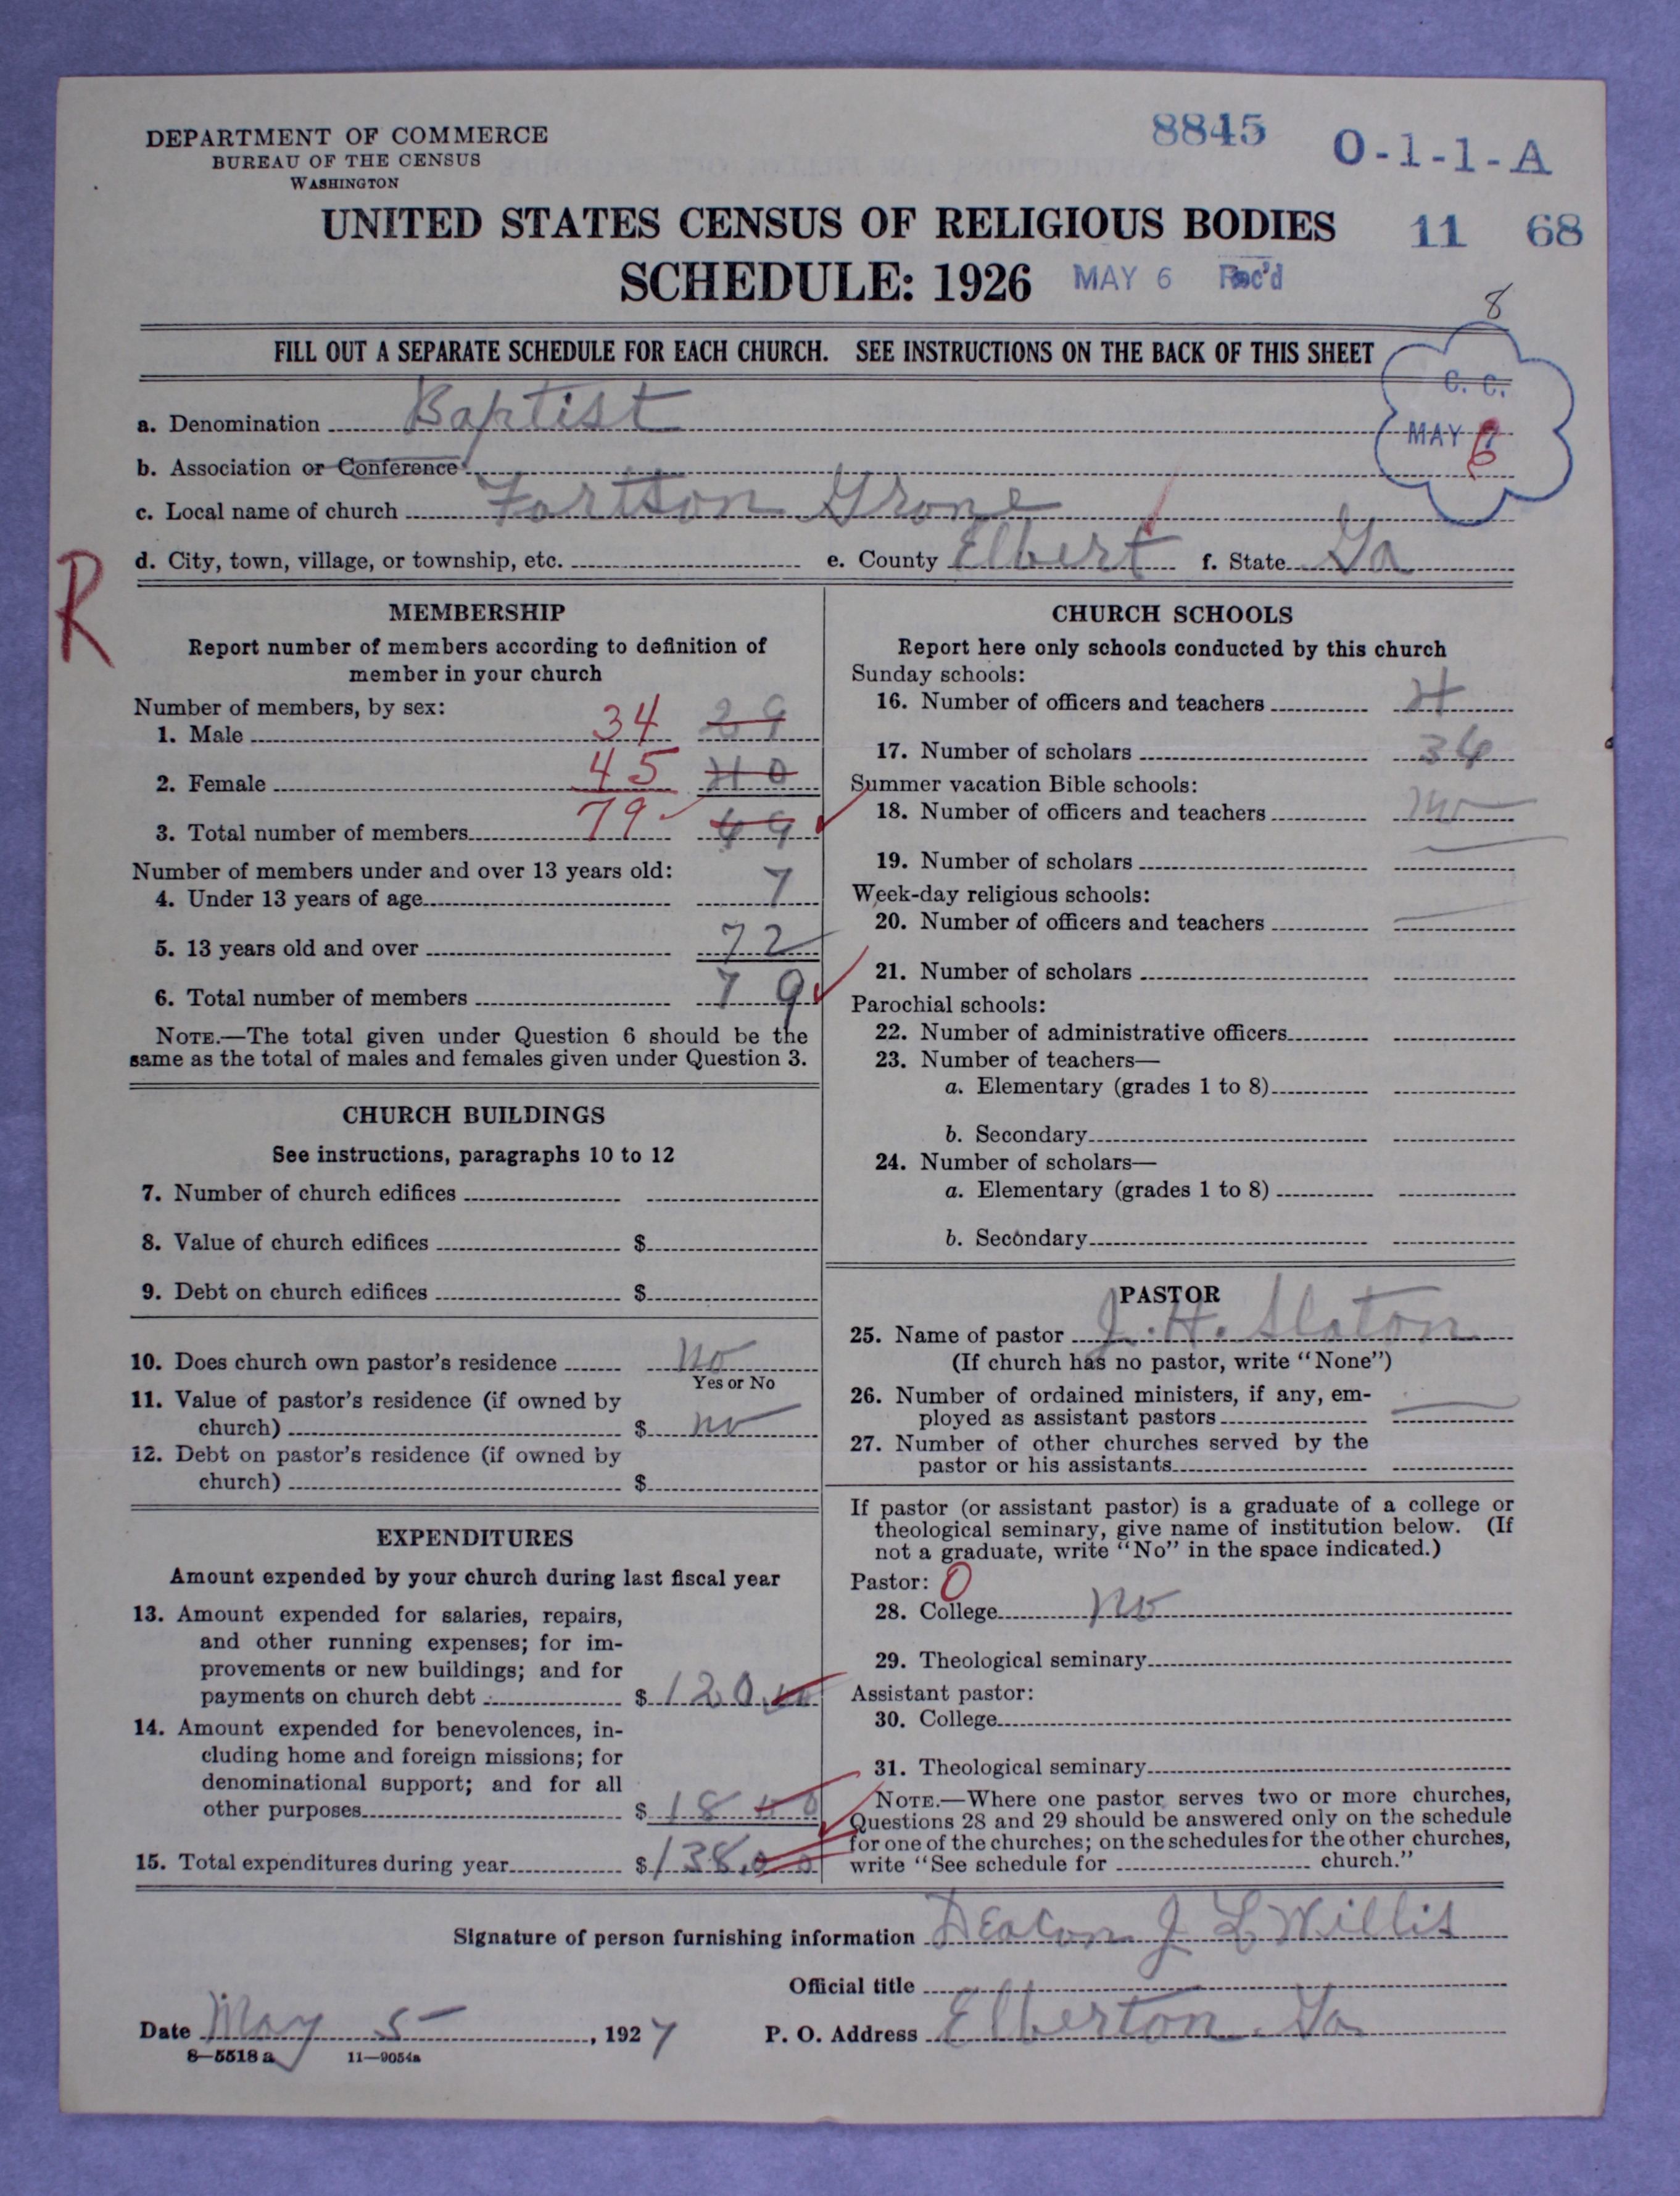 DEPARTMENT OF COMMERCE
BUREAU OF THE CENSUS
WASHINGTON
8845
O-1-1-A
UNITED STATES CENSUS OF RELIGIOUS BODIES
11 68
SCHEDULE: 1926
MAY 6 Rec'd
8
FILL OUT A SEPARATE SCHEDULE FOR EACH CHURCH. SEE INSTRUCTIONS ON THE BACK OF THIS SHEET
C. C.
MAY 6
a. Denomination Baptist
b. Association or Conference
c. Local name of church Fortson Grone
d. City, town, village, or township, etc. e. County Elbert f. State Ga
R
MEMBERSHIP
Report number of members according to definition of
member in your church
Number of members, by sex:
1. Male 34 29
2. Female 45 40
3. Total number of members 79 69
Number of members under and over 13 years old:
4. Under 13 years of age 7
5. 13 years old and over 72
6. Total number of members 79
NOTE.—The total given under Question 6 should be the
same as the total of males and females given under Question 3.
CHURCH BUILDINGS
See instructions, paragraphs 10 to 12
7. Number of church edifices
8. Value of church edifices $
9. Debt on church edifices $
10. Does church own pastor's residence no
Yes or No
11. Value of pastor's residence (if owned by
church) $ no
12. Debt on pastor's residence (if owned by
church) $
EXPENDITURES
Amount expended by your church during last fiscal year
13. Amount expended for salaries, repairs,
and other running expenses; for im-
provements or new buildings; and for
payments on church debt $ 120.00
14. Amount expended for benevolences, in-
cluding home and foreign missions; for
denominational support; and for all
other purposes $ 18 00
15. Total expenditures during year $ 138.00
CHURCH SCHOOLS
Report here only schools conducted by this church
Sunday schools:
16. Number of officers and teachers 4
17. Number of scholars 36
Summer vacation Bible schools:
18. Number of officers and teachers no
19. Number of scholars
Week-day religious schools:
20. Number of officers and teachers
21. Number of scholars
Parochial schools:
22. Number of administrative officers
23. Number of teachers—
a. Elementary (grades 1 to 8)
b. Secondary
24. Number of scholars—
a. Elementary (grades 1 to 8)
b. Secondary
PASTOR
25. Name of pastor J. H. Slaton
(If church has no pastor, write "None")
26. Number of ordained ministers, if any, em-
ployed as assistant pastors
27. Number of other churches served by the
pastor or his assistants
If pastor (or assistant pastor) is a graduate of a college or
theological seminary, give name of institution below. (If
not a graduate, write "No" in the space indicated.)
Pastor: 0
28. College no
29. Theological seminary
Assistant pastor:
30. College
31. Theological seminary
NOTE.—Where one pastor serves two or more churches,
Questions 28 and 29 should be answered only on the schedule
for one of the churches; on the schedules for the other churches,
write "See schedule for church."
Signature of person furnishing information Deacon J L Willis
Official title
Date May 5, 1927 P. O. Address Elberton Ga
8—5518a 11—9054a